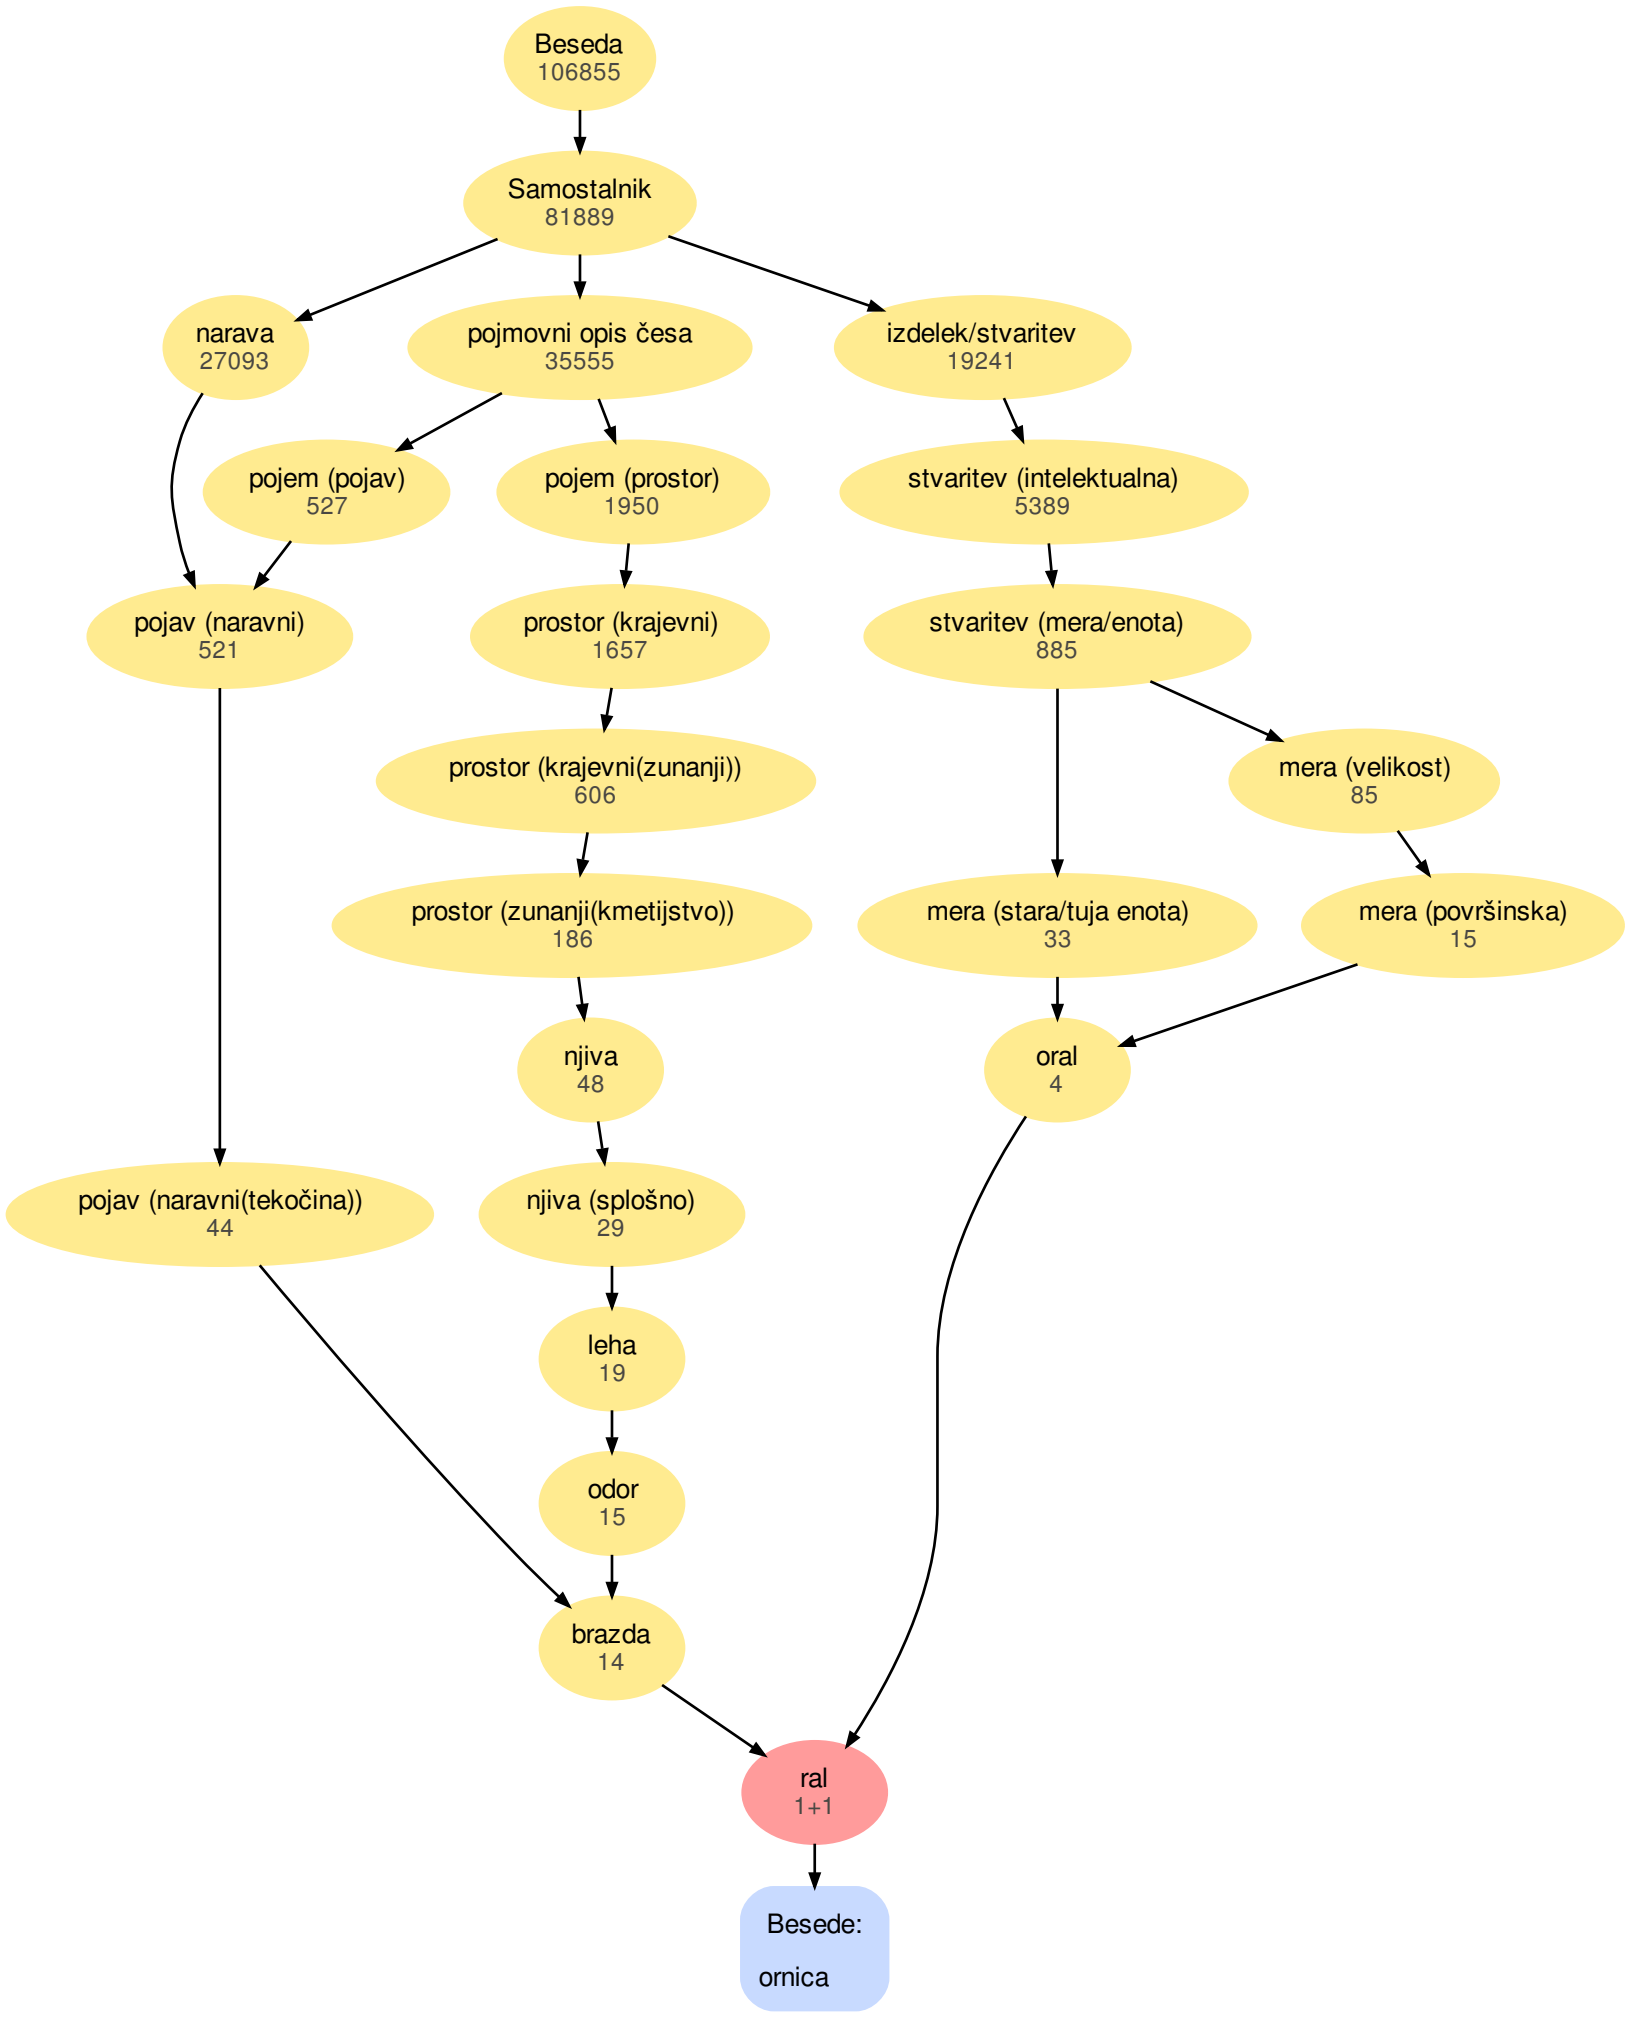 Beseda
106855
Samostalnik
81889
narava
27093
pojmovni opis česa
35555
izdelek/stvaritev
19241
pojem (pojav)
527
pojem (prostor)
1950
stvaritev (intelektualna)
5389
pojav (naravni)
521
prostor (krajevni)
1657
stvaritev (mera/enota)
885
prostor (krajevni(zunanji))
606
mera (velikost)
85
prostor (zunanji(kmetijstvo))
186
mera (stara/tuja enota)
33
mera (površinska)
15
njiva
48
oral
4
pojav (naravni(tekočina))
44
njiva (splošno)
29
leha
19
odor
15
brazda
14
ral
1+1
Besede:
ornica